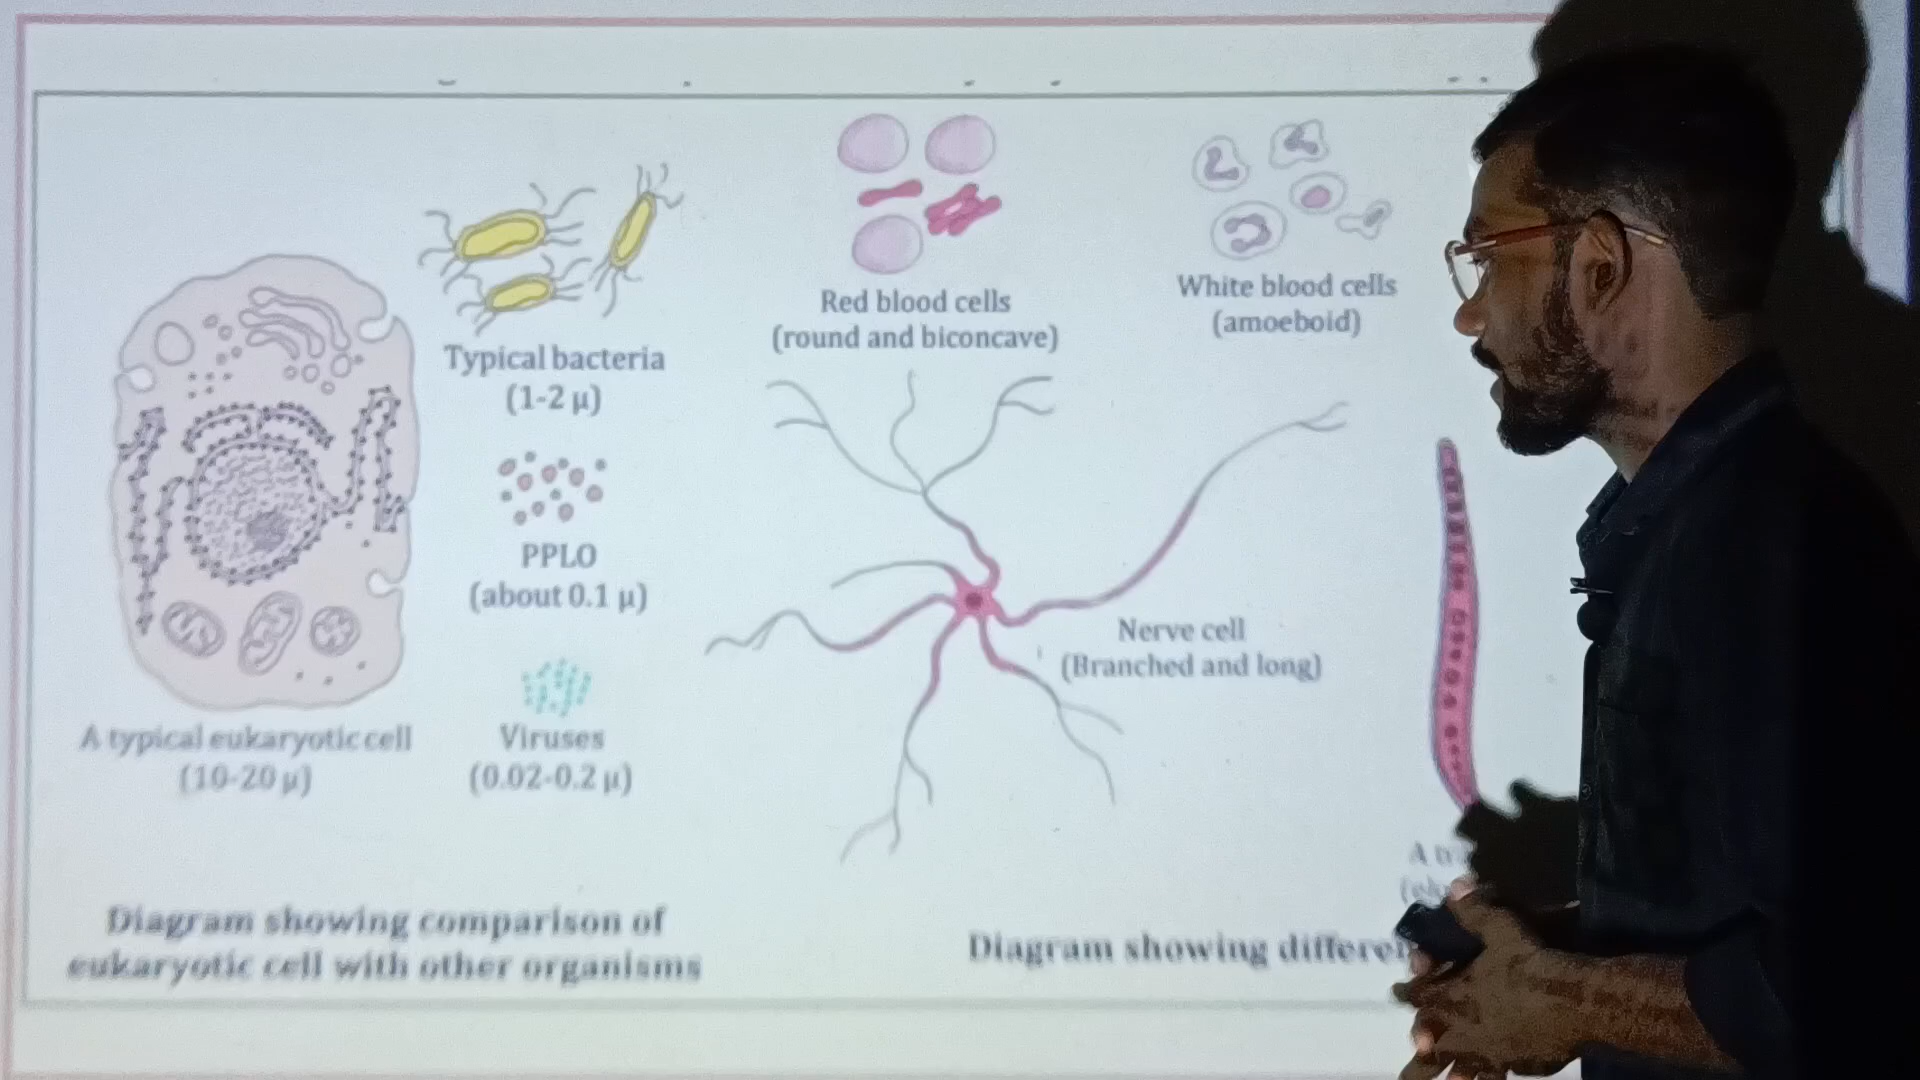 Typical bacteria
(1-2 µ)
PPLO
(about 0.1 µ)
Viruses
(0.02-0.2 µ)
A typical eukaryotic cell
(10-20 µ)
Diagram showing comparison of
eukaryotic cell with other organisms
Red blood cells
(round and biconcave)
White blood cells
(amoeboid)
Nerve cell
(Branched and long)
A
Diagram showing